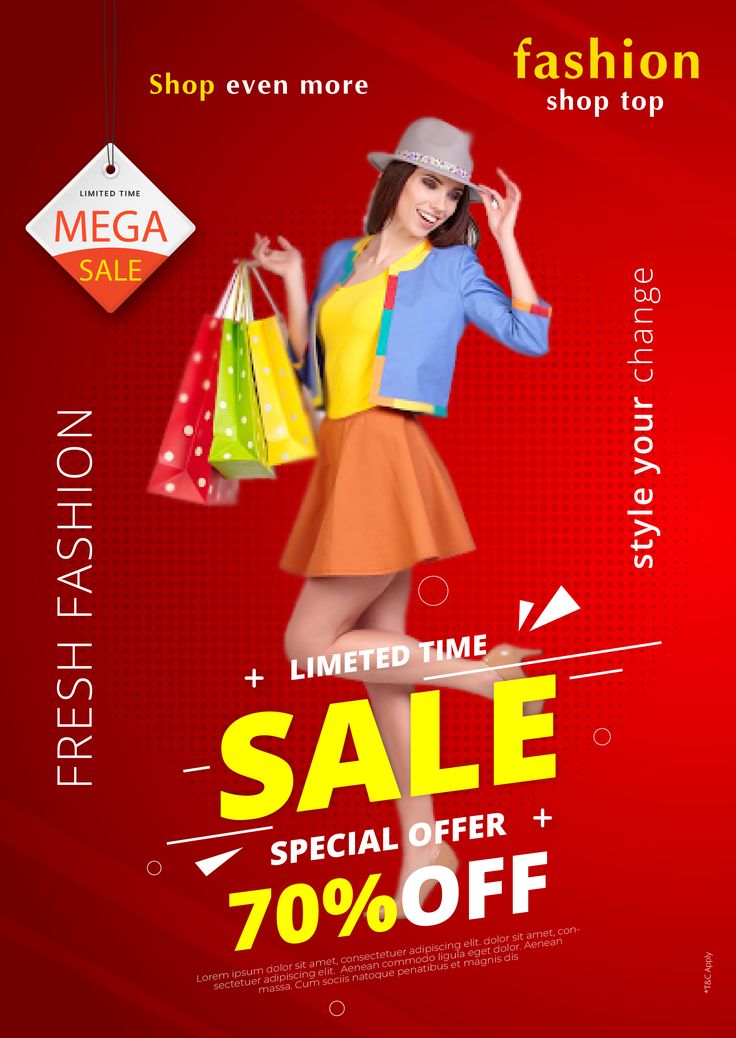 fashion
shop top
Shop even more
LIMITED TIME
MEGA
SALE
style your change
FRESH FASHION
LIMETED TIME
SALE
SPECIAL OFFER
70%OFF
Lorem ipsum dolor sit amet, consectetuer adipiscing elit. dolor sit amet, con-
sectetuer adipiscing elit. Aenean commodo ligula eget dolor. Aenean
massa. Cum sociis natoque penatibus et magnis dis
*T&C Apply